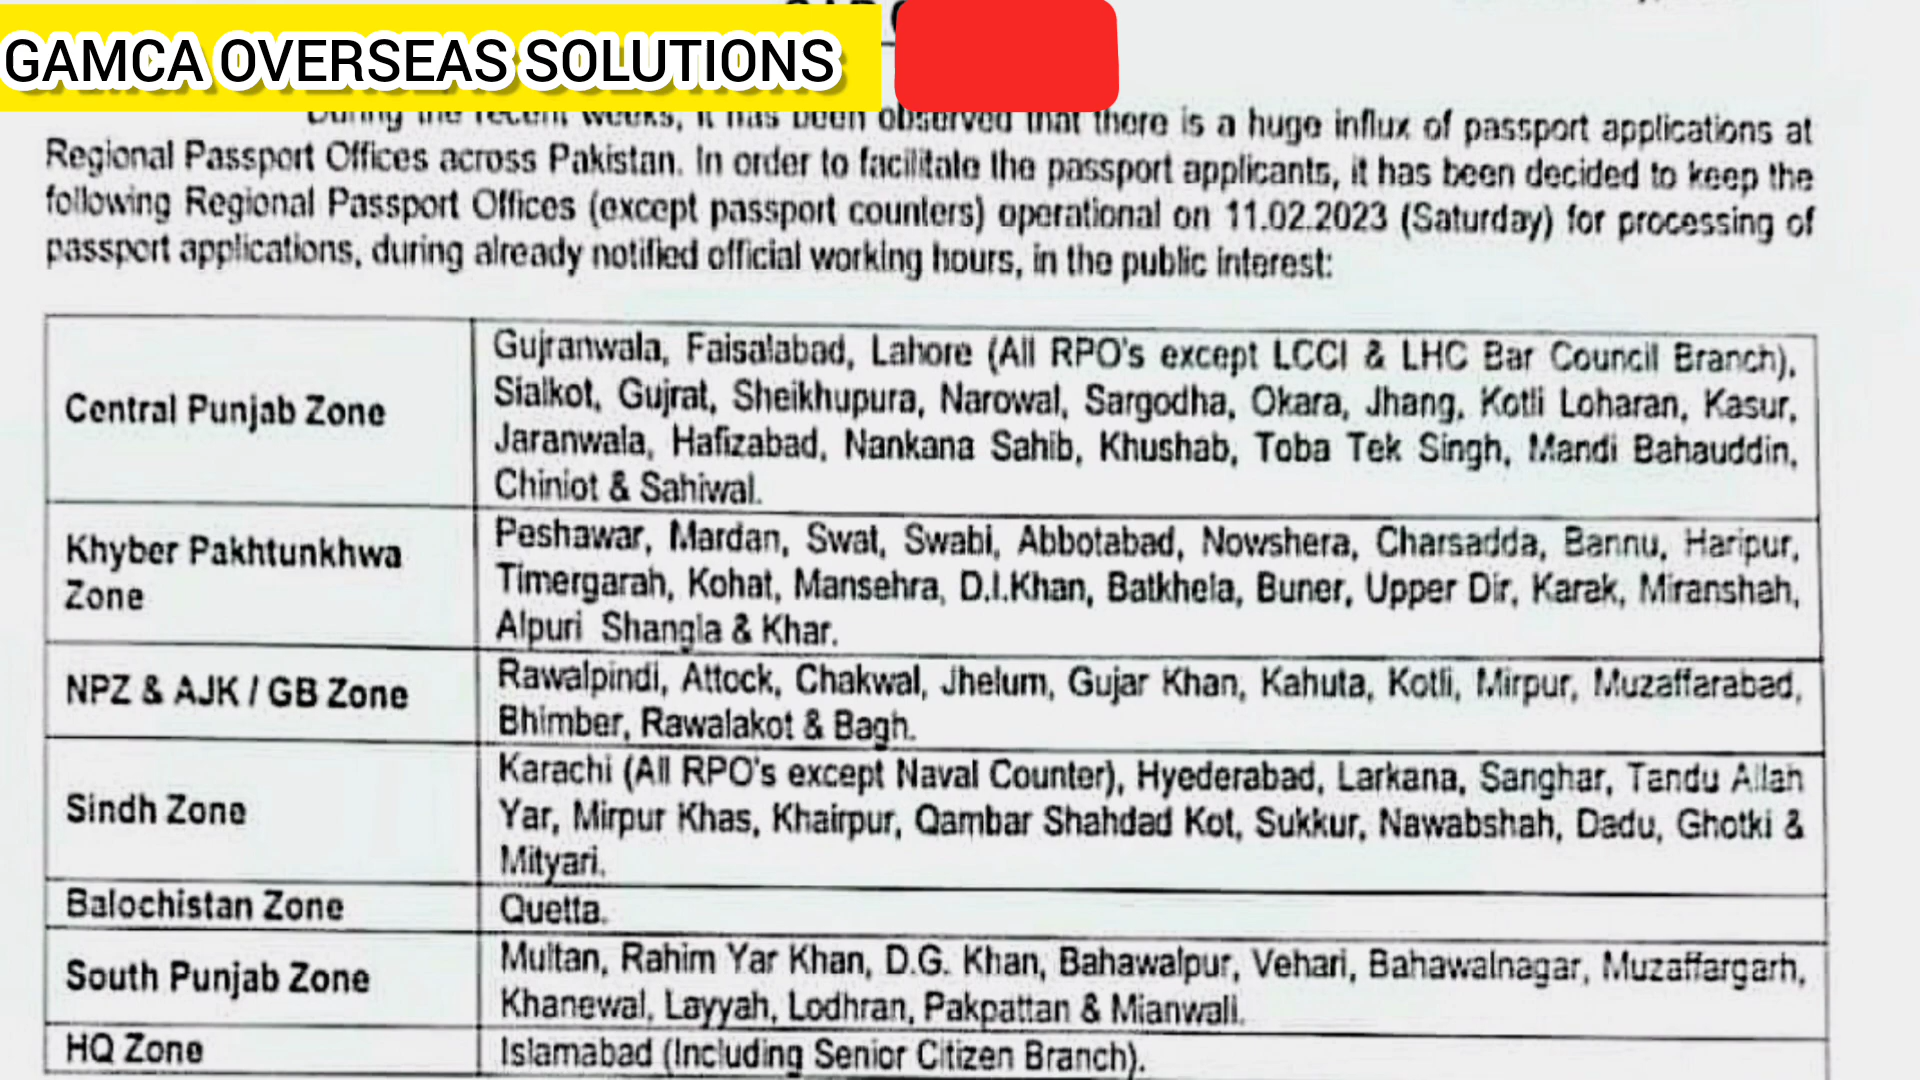 GAMCA OVERSEAS SOLUTIONS
During the recent weeks, it has been observed that there is a huge influx of passport applications at
Regional Passport Offices across Pakistan. In order to facilitate the passport applicants, it has been decided to keep the
following Regional Passport Offices (except passport counters) operational on 11.02.2023 (Saturday) for processing of
passport applications, during already notified official working hours, in the public interest:
Central Punjab Zone
Gujranwala, Faisalabad, Lahore (All RPO's except LCCI & LHC Bar Council Branch),
Sialkot, Gujrat, Sheikhupura, Narowal, Sargodha, Okara, Jhang, Kotli Loharan, Kasur,
Jaranwala, Hafizabad, Nankana Sahib, Khushab, Toba Tek Singh, Mandi Bahauddin,
Chiniot & Sahiwal.
Khyber Pakhtunkhwa
Zone
Peshawar, Mardan, Swat, Swabi, Abbotabad, Nowshera, Charsadda, Bannu, Haripur,
Timergarah, Kohat, Mansehra, D.I.Khan, Batkhela, Buner, Upper Dir, Karak, Miranshah,
Alpuri Shangla & Khar.
NPZ & AJK / GB Zone
Rawalpindi, Attock, Chakwal, Jhelum, Gujar Khan, Kahuta, Kotli, Mirpur, Muzaffarabad,
Bhimber, Rawalakot & Bagh.
Sindh Zone
Karachi (All RPO's except Naval Counter), Hyederabad, Larkana, Sanghar, Tandu Allah
Yar, Mirpur Khas, Khairpur, Qambar Shahdad Kot, Sukkur, Nawabshah, Dadu, Ghotki &
Mityari.
Balochistan Zone
Quetta.
South Punjab Zone
Multan, Rahim Yar Khan, D.G. Khan, Bahawalpur, Vehari, Bahawalnagar, Muzaffargarh,
Khanewal, Layyah, Lodhran, Pakpattan & Mianwali.
HQ Zone
Islamabad (Including Senior Citizen Branch).